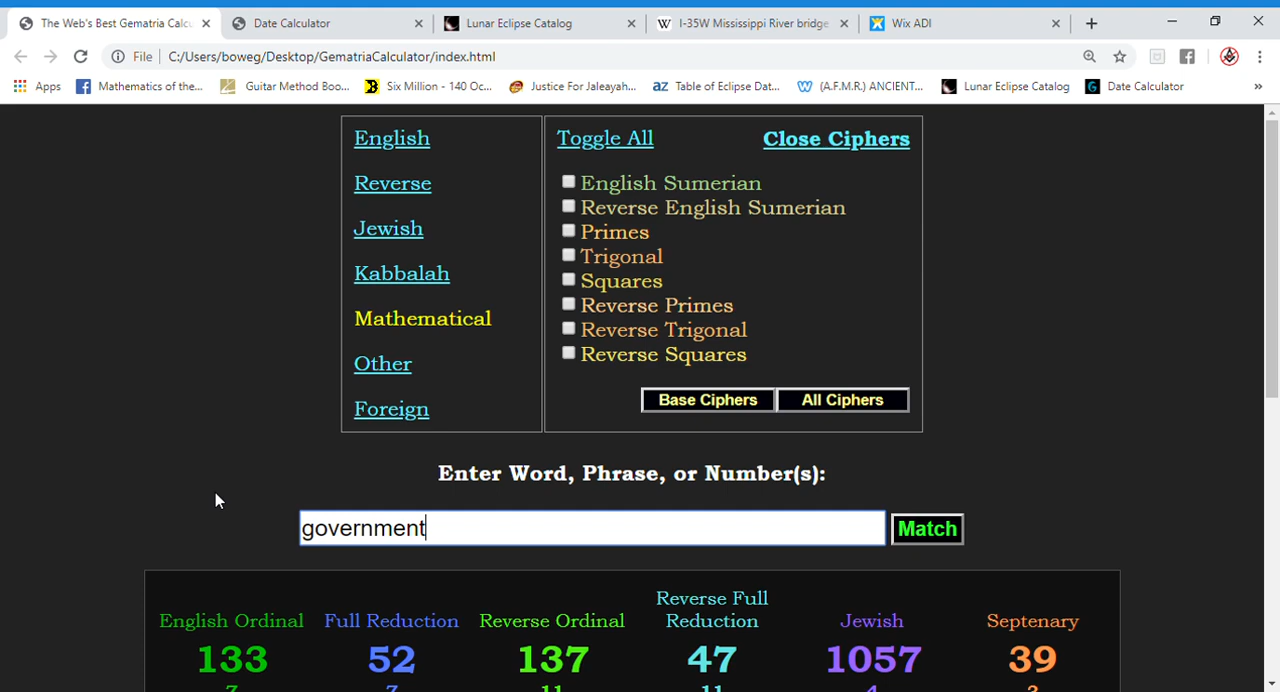 The Web's Best Gematria Calcu
Date Calculator
Lunar Eclipse Catalog
I-35W Mississippi River bridge
Wix ADI
File
C:/Users/boweg/Desktop/GematriaCalculator/index.html
Apps
Mathematics of the...
Guitar Method Boo...
Six Million - 140 Oc...
Justice For Jaleayah...
az Table of Eclipse Dat...
(A.F.M.R.) ANCIENT...
Lunar Eclipse Catalog
Date Calculator
English
Reverse
Jewish
Kabbalah
Mathematical
Other
Foreign
Toggle All
Close Ciphers
English Sumerian
Reverse English Sumerian
Primes
Trigonal
Squares
Reverse Primes
Reverse Trigonal
Reverse Squares
Base Ciphers
All Ciphers
Enter Word, Phrase, or Number(s):
government
Match
English Ordinal
133
Full Reduction
52
Reverse Ordinal
137
Reverse Full
Reduction
47
Jewish
1057
Septenary
39